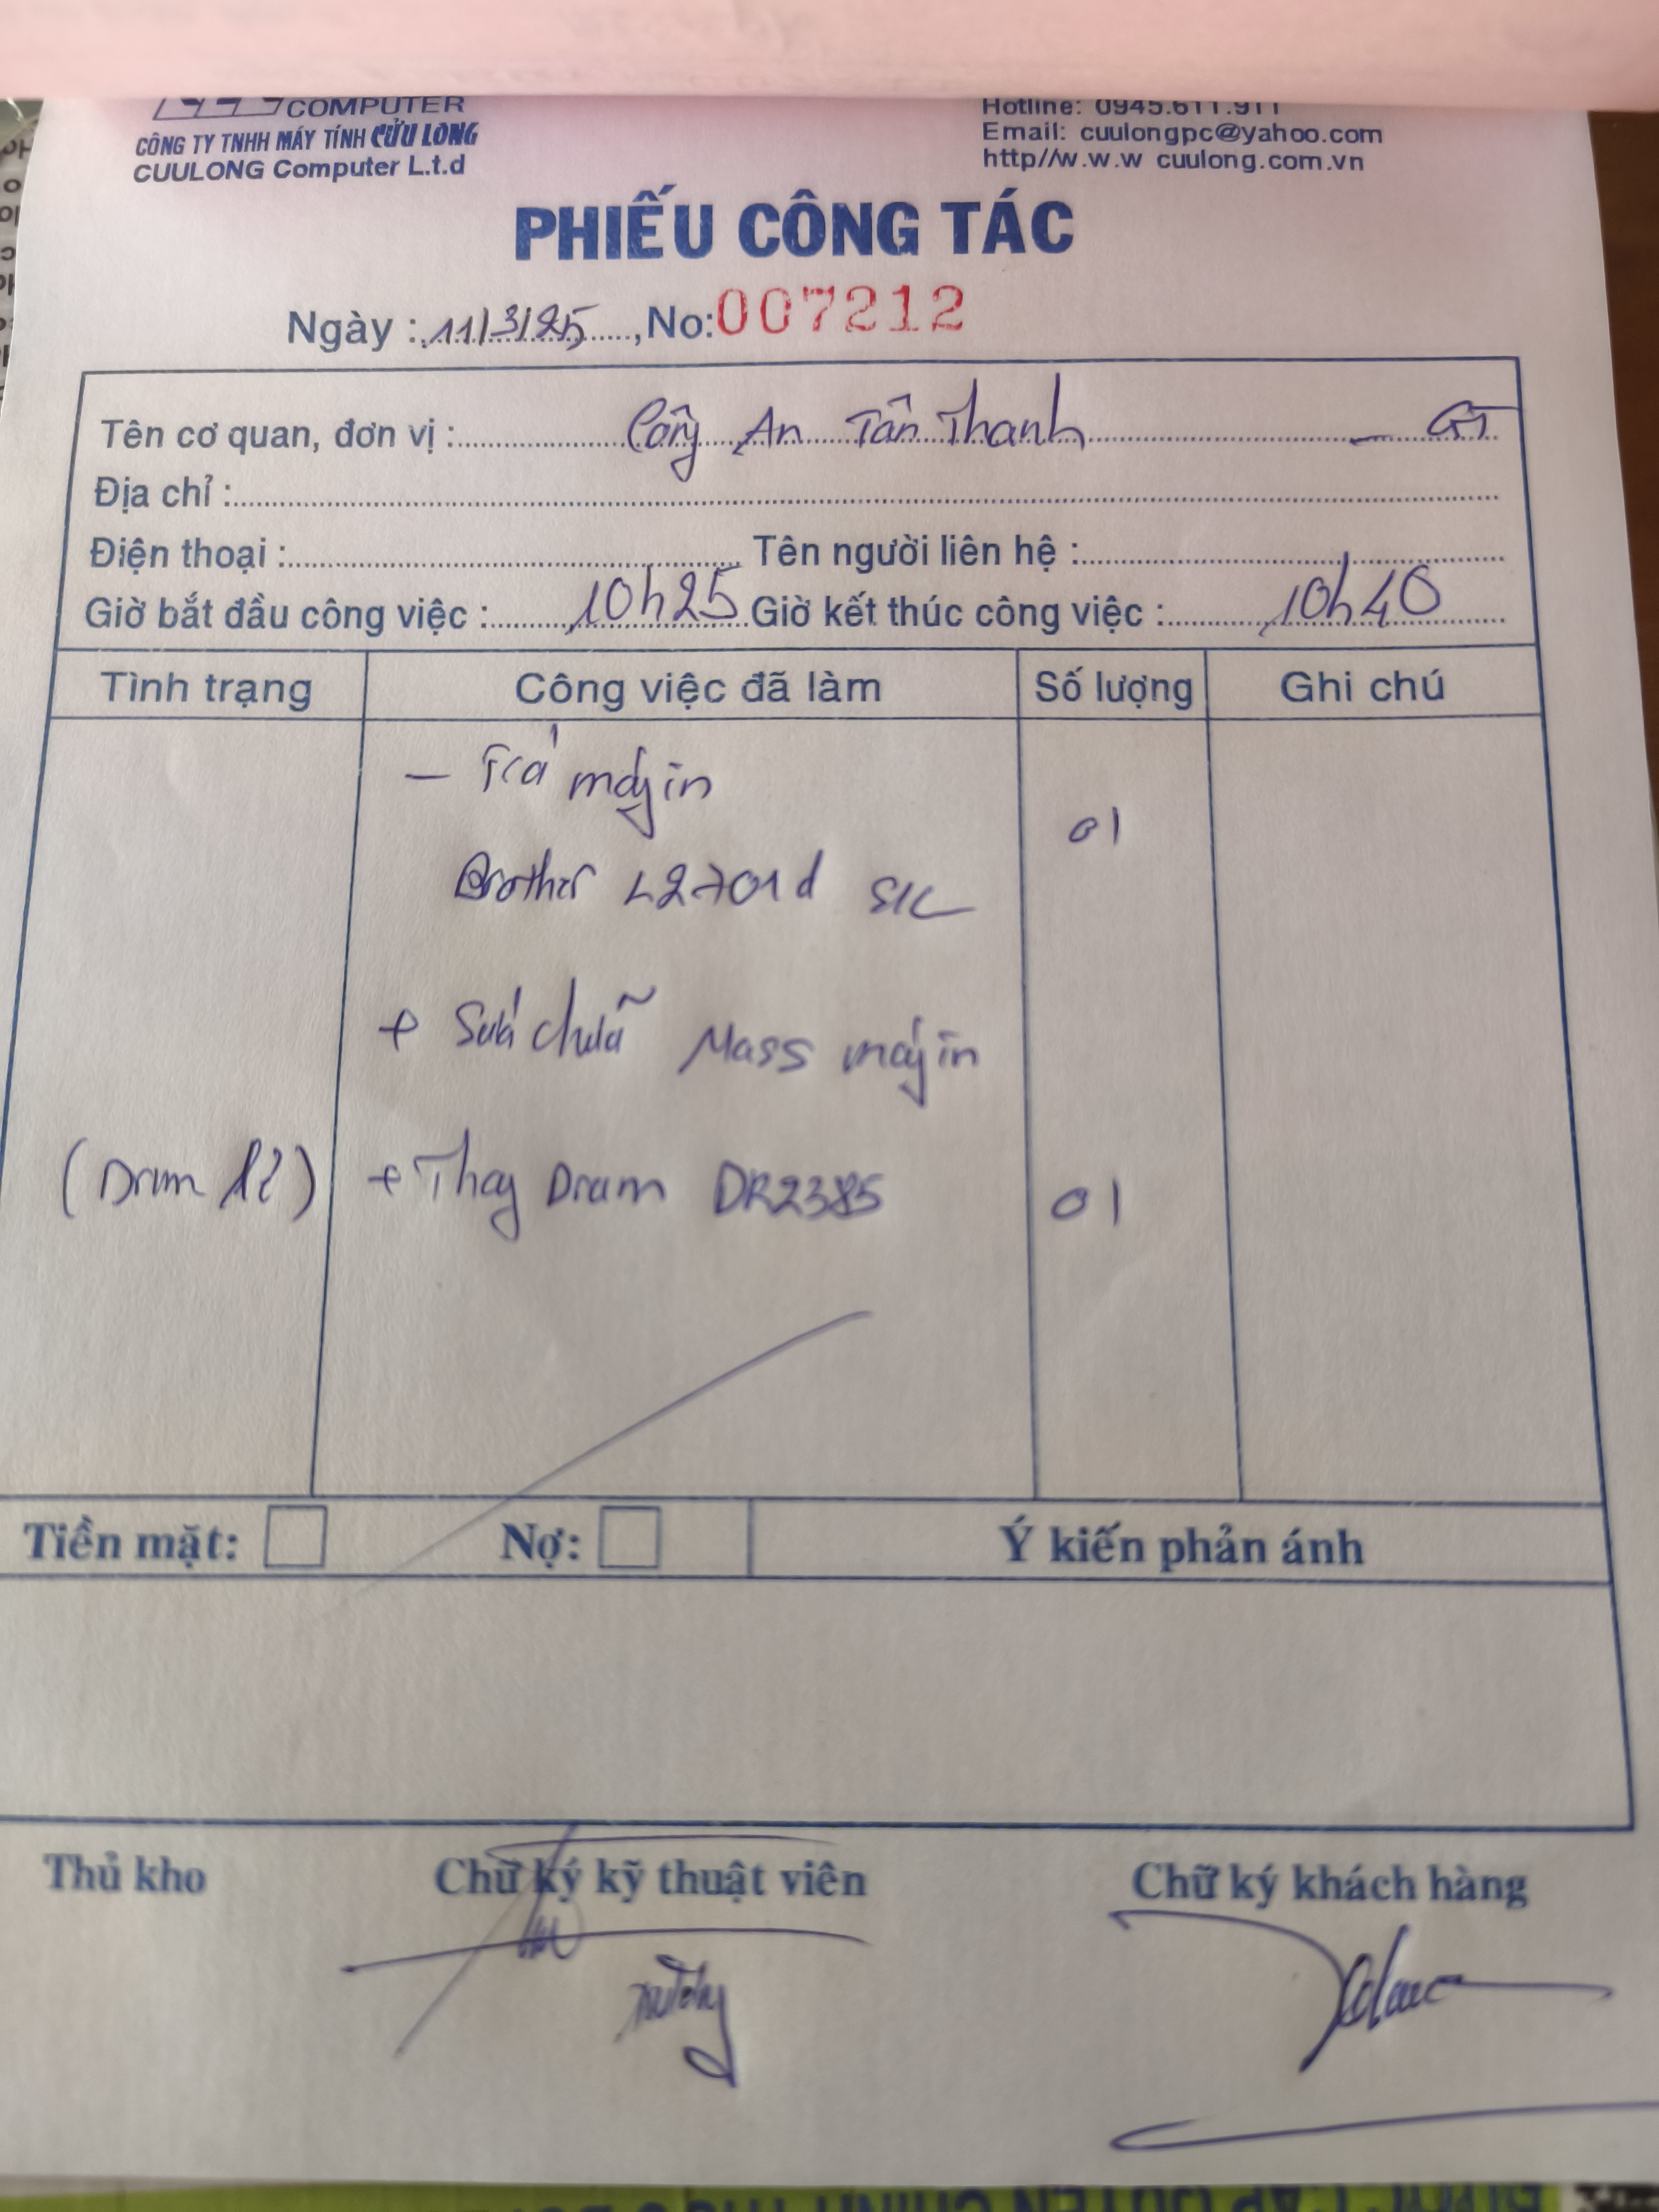 COMPUTER
CÔNG TY TNHH MÁY TÍNH CỬU LONG
CUULONG Computer L.t.d
Hotline: 0945.611.911
Email: cuulongpc@yahoo.com
http//w.w.w cuulong.com.vn
PHIẾU CÔNG TÁC
Ngày : 11/3/25, No: 007212
Tên cơ quan, đơn vị : Công An Tân Thanh - GT
Địa chỉ :
Điện thoại : Tên người liên hệ :
Giờ bắt đầu công việc : 10h25 Giờ kết thúc công việc : 10h40
Tình trạng Công việc đã làm Số lượng Ghi chú
- Trả máy in
01
Brother L2701d S/C
+ Sửa chữa Mass máy in
(Drum) + Thay Drum DR2385 01
Tiền mặt: Nợ: Ý kiến phản ánh
Thủ kho Chữ ký kỹ thuật viên Chữ ký khách hàng